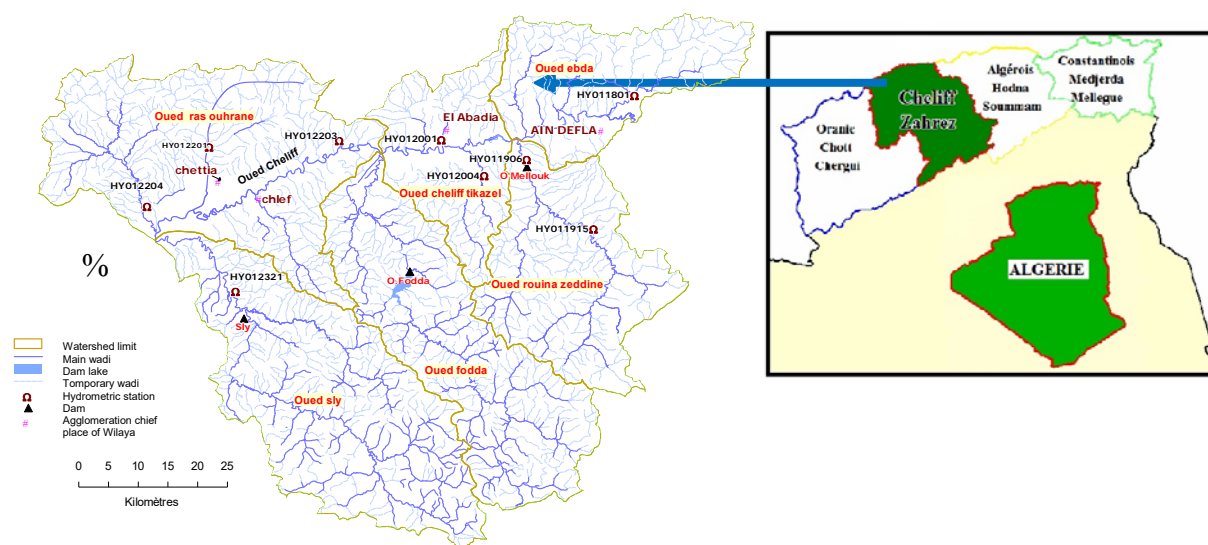 Oued ebda
HY011801
Oued ras ouhrane
HY012201
HY012203
HY012001
El Abadia
AIN DEFLA
HY011906
O Mellouk
chettia
Oued Cheliff
HY012004
HY012204
chlef
Oued cheliff tikazel
HY011915
%
HY012321
O Fodda
Oued rouina zeddine
Sly
Oued fodda
Oued sly
Watershed limit
Main wadi
Dam lake
Tomporary wadi
Ω Hydrometric station
Dam
# Agglomeration chief
place of Wilaya
0 5 10 15 20 25
Kilomètres
Cheliff
Zahrez
Algérois
Hodna
Soummam
Constantinois
Medjerda
Mellegue
Oranie
Chott
Chergui
ALGERIE